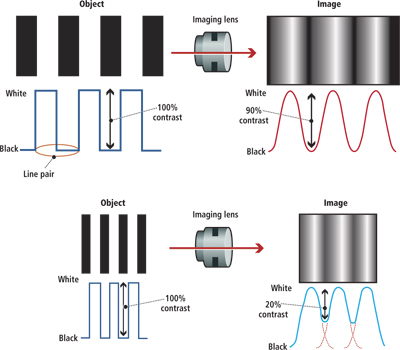 Object
Imaging lens
Image
White
100%
contrast
Black
Line pair
White
90%
contrast
Black
Object
Imaging lens
Image
White
100%
contrast
Black
White
20%
contrast
Black